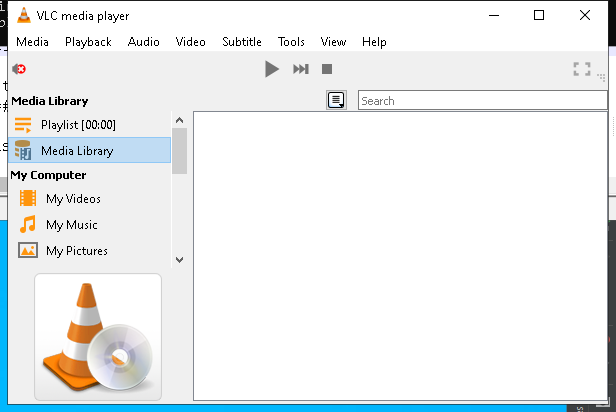 VLC media player
Media Playback Audio Video Subtitle Tools View Help
Media Library
Search
Playlist [00:00]
Media Library
My Computer
My Videos
My Music
My Pictures